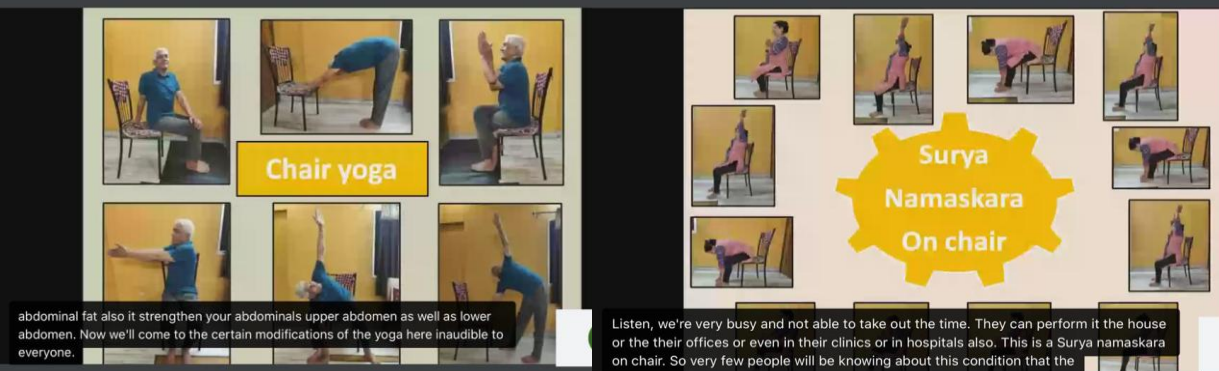 Chair yoga
abdominal fat also it strengthen your abdominals upper abdomen as well as lower
abdomen. Now we'll come to the certain modifications of the yoga here inaudible to
everyone.
Surya
Namaskara
On chair
Listen, we're very busy and not able to take out the time. They can perform it the house
or the their offices or even in their clinics or in hospitals also. This is a Surya namaskara
on chair. So very few people will be knowing about this condition that the